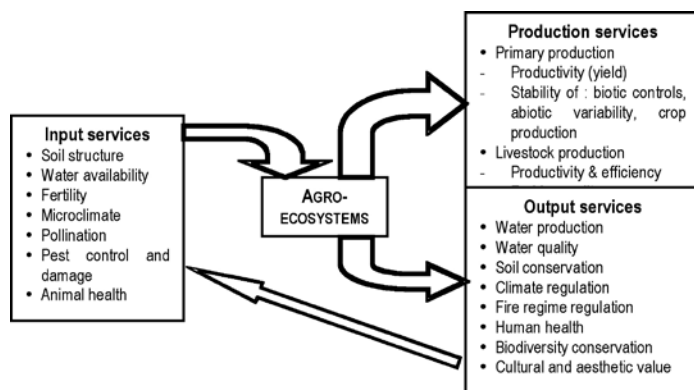 Input services
• Soil structure
• Water availability
• Fertility
• Microclimate
• Pollination
• Pest control and
damage
• Animal health
AGRO-
ECOSYSTEMS
Production services
• Primary production
- Productivity (yield)
- Stability of : biotic controls,
abiotic variability, crop
production
• Livestock production
- Productivity & efficiency
Output services
• Water production
• Water quality
• Soil conservation
• Climate regulation
• Fire regime regulation
• Human health
• Biodiversity conservation
• Cultural and aesthetic value